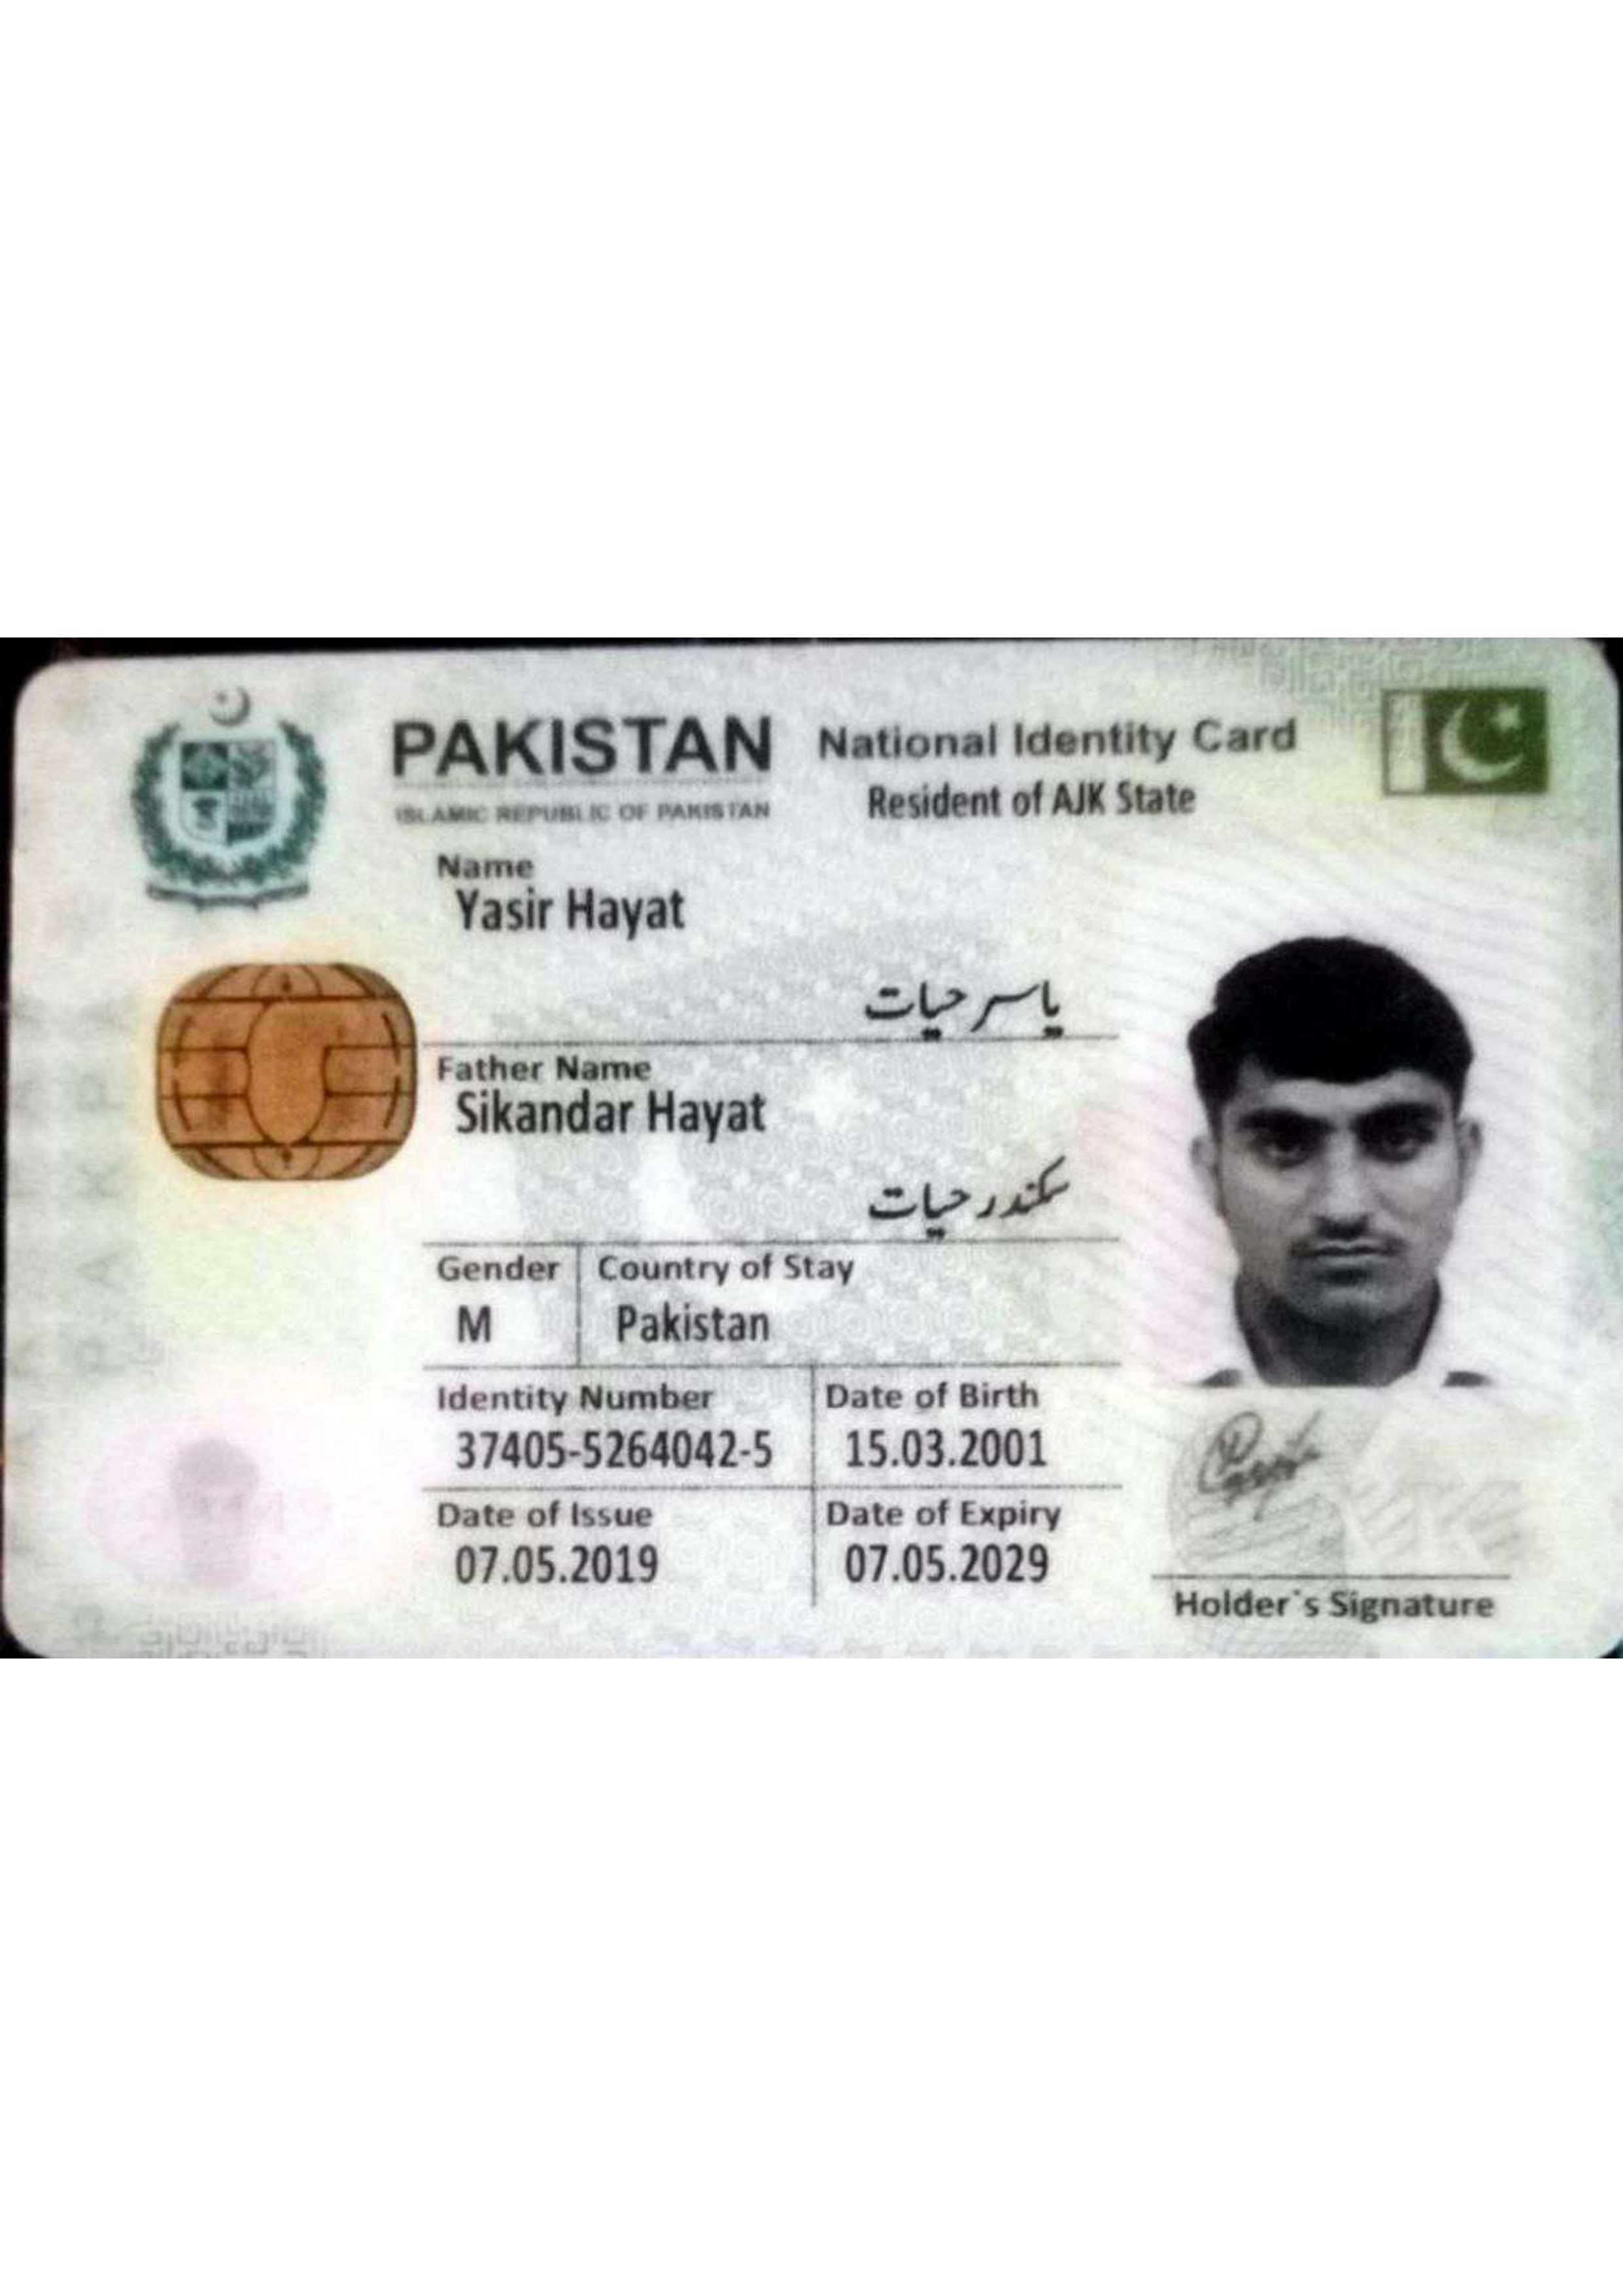 PAKISTAN
National Identity Card
ISLAMIC REPUBLIC OF PAKISTAN
Resident of AJK State
Name
Yasir Hayat
یاسر حیات
Father Name
Sikandar Hayat
سکندر حیات
Gender
Country of Stay
M
Pakistan
Identity Number
Date of Birth
37405-5264042-5
15.03.2001
Date of Issue
Date of Expiry
07.05.2019
07.05.2029
Holder`s Signature